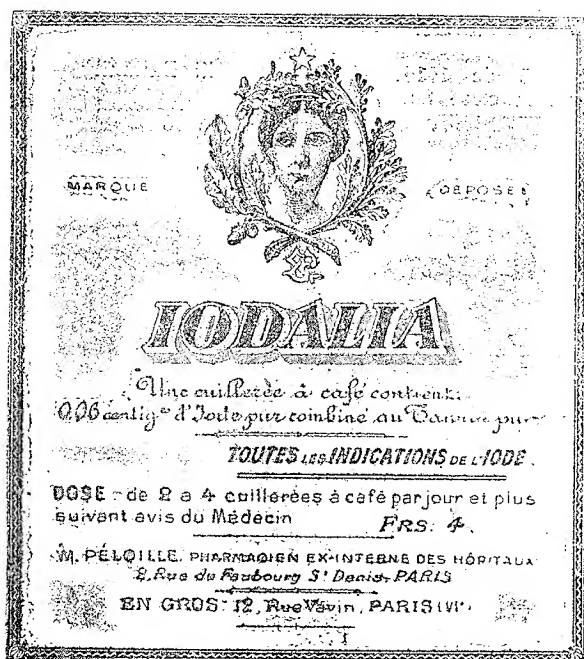 MARQUE DÉPOSÉE
IODALIA
Une cuillerée à café contient:
0,06 centiges d'Iode pur combiné au Tannin pur
TOUTES LES INDICATIONS DE L'IODE.
DOSE - de 2 à 4 cuillerées à café par jour et plus
suivant avis du Médecin FRS: 4.
M. PÉLOILLE, PHARMACIEN EX-INTERNE DES HÔPITAUX
2, Rue du Faubourg St Denis, PARIS
EN GROS: 12, Rue Vavin, PARIS (VIe)